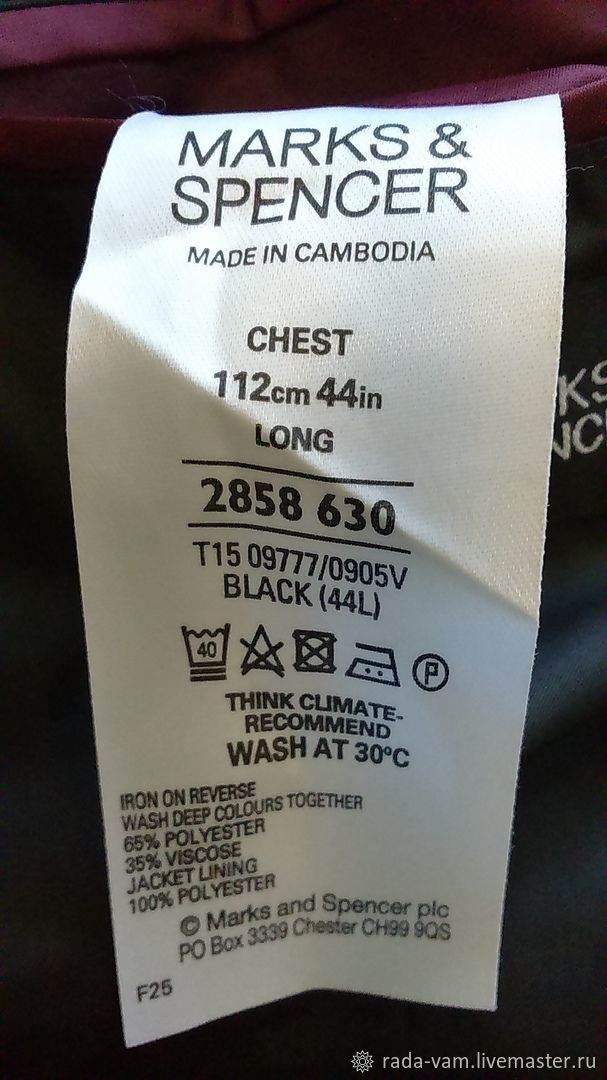 MARKS &
SPENCER
MADE IN CAMBODIA
CHEST
112cm 44in
LONG
2858 630
T15 09777/0905V
BLACK (44L)
40
P
THINK CLIMATE-
RECOMMEND
WASH AT 30°C
IRON ON REVERSE
WASH DEEP COLOURS TOGETHER
65% POLYESTER
35% VISCOSE
JACKET LINING
100% POLYESTER
© Marks and Spencer plc
PO Box 3339 Chester CH99 9QS
F25
KS
NC
rada-vam.livemaster.ru